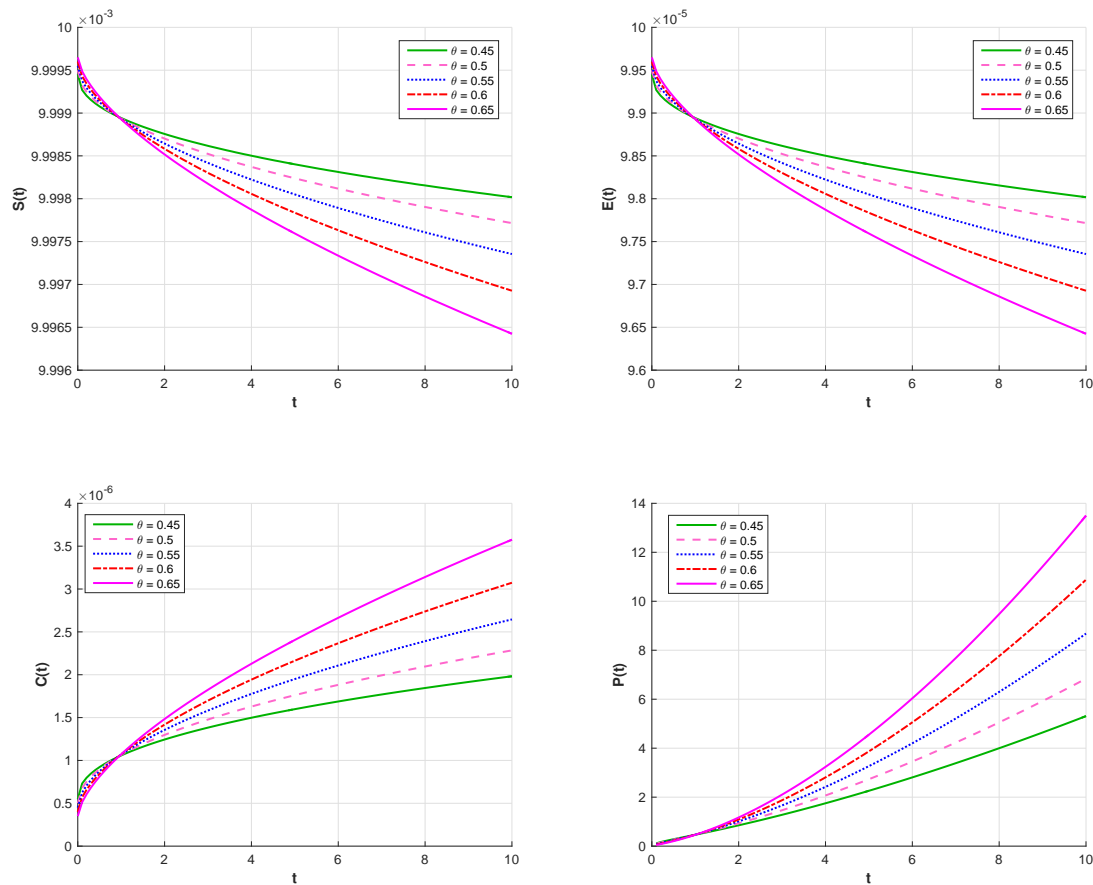 ×10⁻³
10
9.9995
9.999
9.9985
9.998
9.9975
9.997
9.9965
9.996
S(t)
0 2 4 6 8 10
t
θ = 0.45
θ = 0.5
θ = 0.55
θ = 0.6
θ = 0.65
×10⁻⁵
10
9.95
9.9
9.85
9.8
9.75
9.7
9.65
9.6
E(t)
0 2 4 6 8 10
t
θ = 0.45
θ = 0.5
θ = 0.55
θ = 0.6
θ = 0.65
×10⁻⁶
4
3.5
3
2.5
2
1.5
1
0.5
0
C(t)
0 2 4 6 8 10
t
θ = 0.45
θ = 0.5
θ = 0.55
θ = 0.6
θ = 0.65
14
12
10
8
6
4
2
0
P(t)
0 2 4 6 8 10
t
θ = 0.45
θ = 0.5
θ = 0.55
θ = 0.6
θ = 0.65